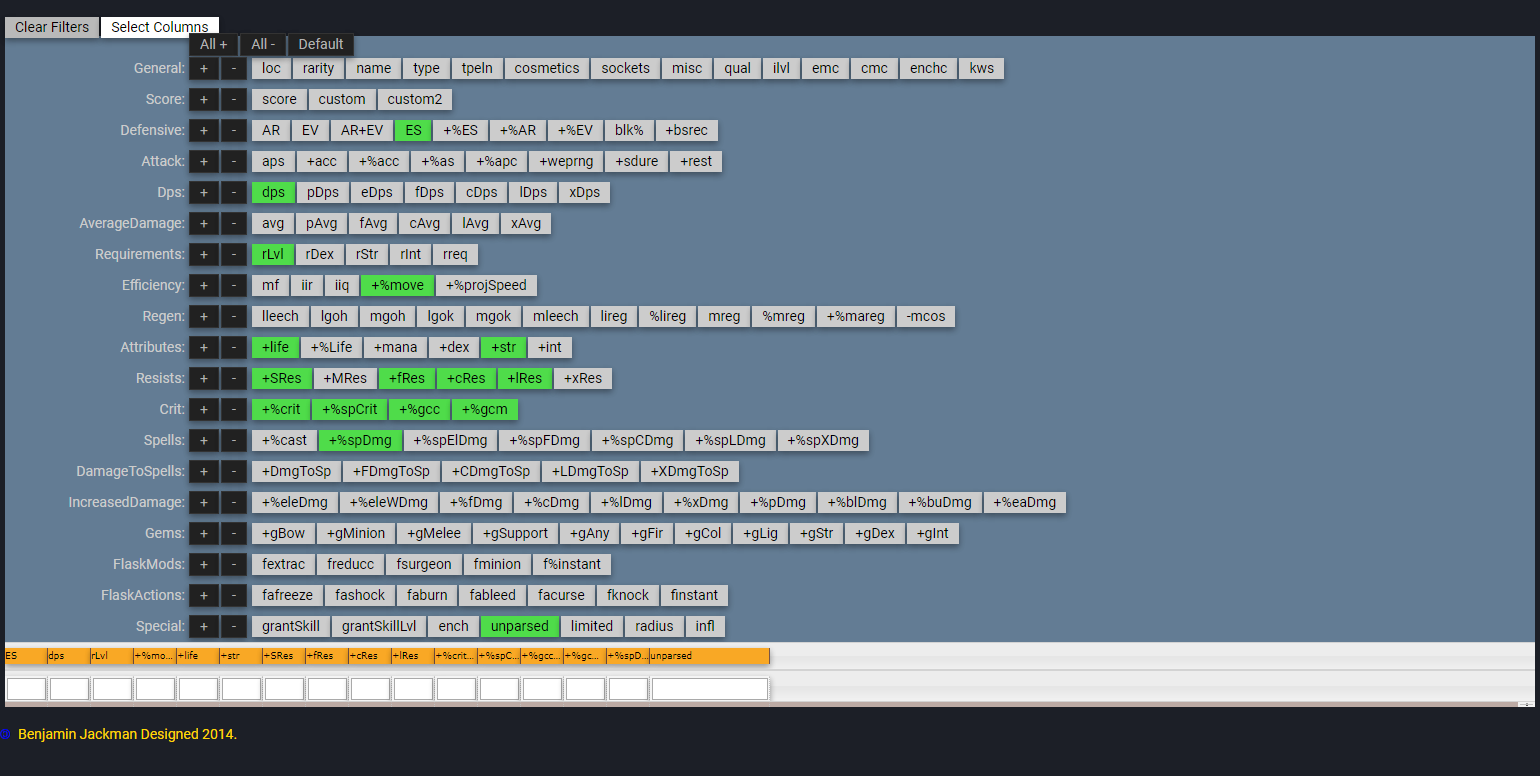 Clear Filters Select Columns
All + All - Default
General: + - loc rarity name type tpeln cosmetics sockets misc qual ilvl emc cmc enchc kws
Score: + - score custom custom2
Defensive: + - AR EV AR+EV ES +%ES +%AR +%EV blk% +bsrec
Attack: + - aps +acc +%acc +%as +%apc +weprng +sdure +rest
Dps: + - dps pDps eDps fDps cDps lDps xDps
AverageDamage: + - avg pAvg fAvg cAvg lAvg xAvg
Requirements: + - rLvl rDex rStr rInt rreq
Efficiency: + - mf iir iiq +%move +%projSpeed
Regen: + - lleech lgoh mgoh lgok mgok mleech lireg %lireg mreg %mreg +%mareg -mcos
Attributes: + - +life +%Life +mana +dex +str +int
Resists: + - +SRes +MRes +fRes +cRes +lRes +xRes
Crit: + - +%crit +%spCrit +%gcc +%gcm
Spells: + - +%cast +%spDmg +%spElDmg +%spFDmg +%spCDmg +%spLDmg +%spXDmg
DamageToSpells: + - +DmgToSp +FDmgToSp +CDmgToSp +LDmgToSp +XDmgToSp
IncreasedDamage: + - +%eleDmg +%eleWDmg +%fDmg +%cDmg +%lDmg +%xDmg +%pDmg +%blDmg +%buDmg +%eaDmg
Gems: + - +gBow +gMinion +gMelee +gSupport +gAny +gFir +gCol +gLig +gStr +gDex +gInt
FlaskMods: + - fextrac freducc fsurgeon fminion f%instant
FlaskActions: + - fafreeze fashock faburn fableed facurse fknock finstant
Special: + - grantSkill grantSkillLvl ench unparsed limited radius infl
ES dps rLvl +%mo... +life +str +SRes +fRes +cRes +lRes +%crit... +%spC... +%gcc... +%gc... +%spD... unparsed
Benjamin Jackman Designed 2014.